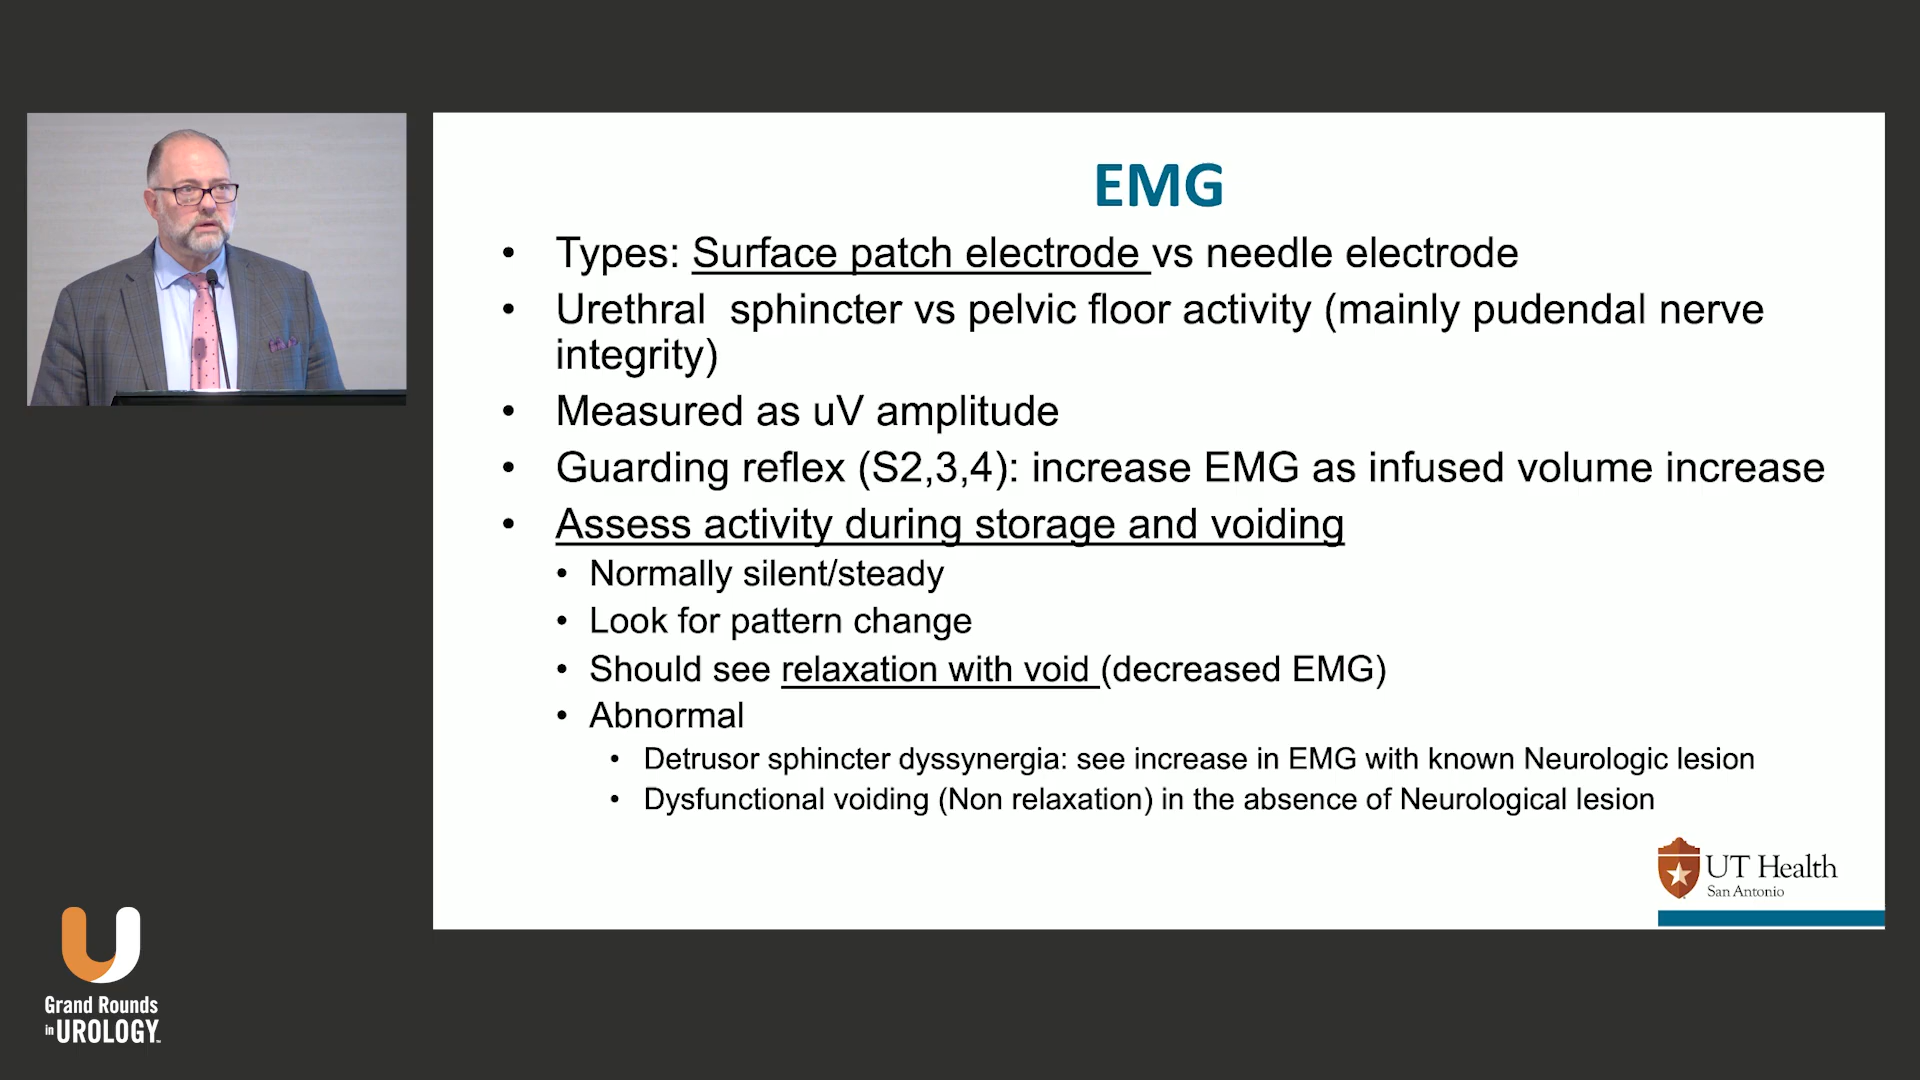 EMG
• Types: Surface patch electrode vs needle electrode
• Urethral sphincter vs pelvic floor activity (mainly pudendal nerve
integrity)
• Measured as uV amplitude
• Guarding reflex (S2,3,4): increase EMG as infused volume increase
• Assess activity during storage and voiding
• Normally silent/steady
• Look for pattern change
• Should see relaxation with void (decreased EMG)
• Abnormal
• Detrusor sphincter dyssynergia: see increase in EMG with known Neurologic lesion
• Dysfunctional voiding (Non relaxation) in the absence of Neurological lesion
UT Health
San Antonio
Grand Rounds
in UROLOGY™